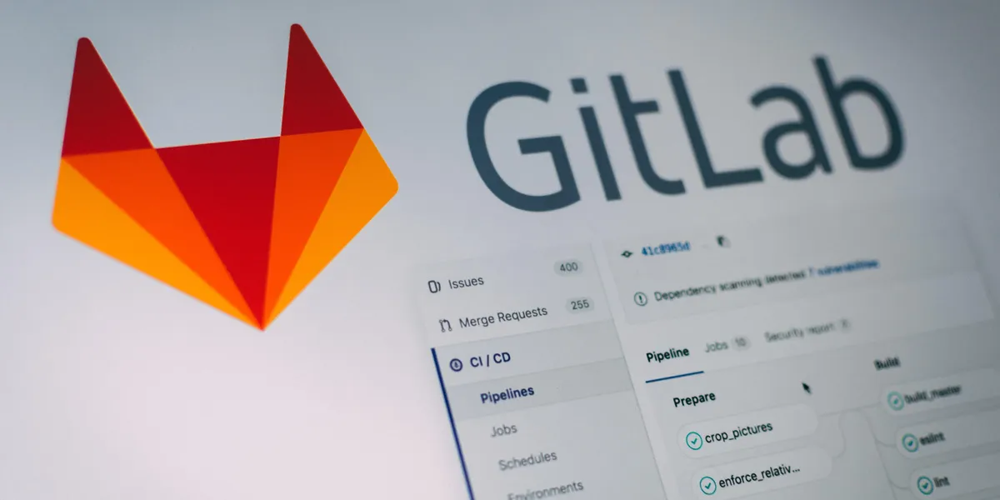 GitLab
Issues 400
Merge Requests 255
CI / CD
Pipelines
Jobs
Schedules
Environments
41c8965d
Dependency scanning detected 7 vulnerabilities
Pipeline Jobs 10 Security report
Prepare
crop_pictures
enforce_relativ...
Build
build_master
eslint
lint